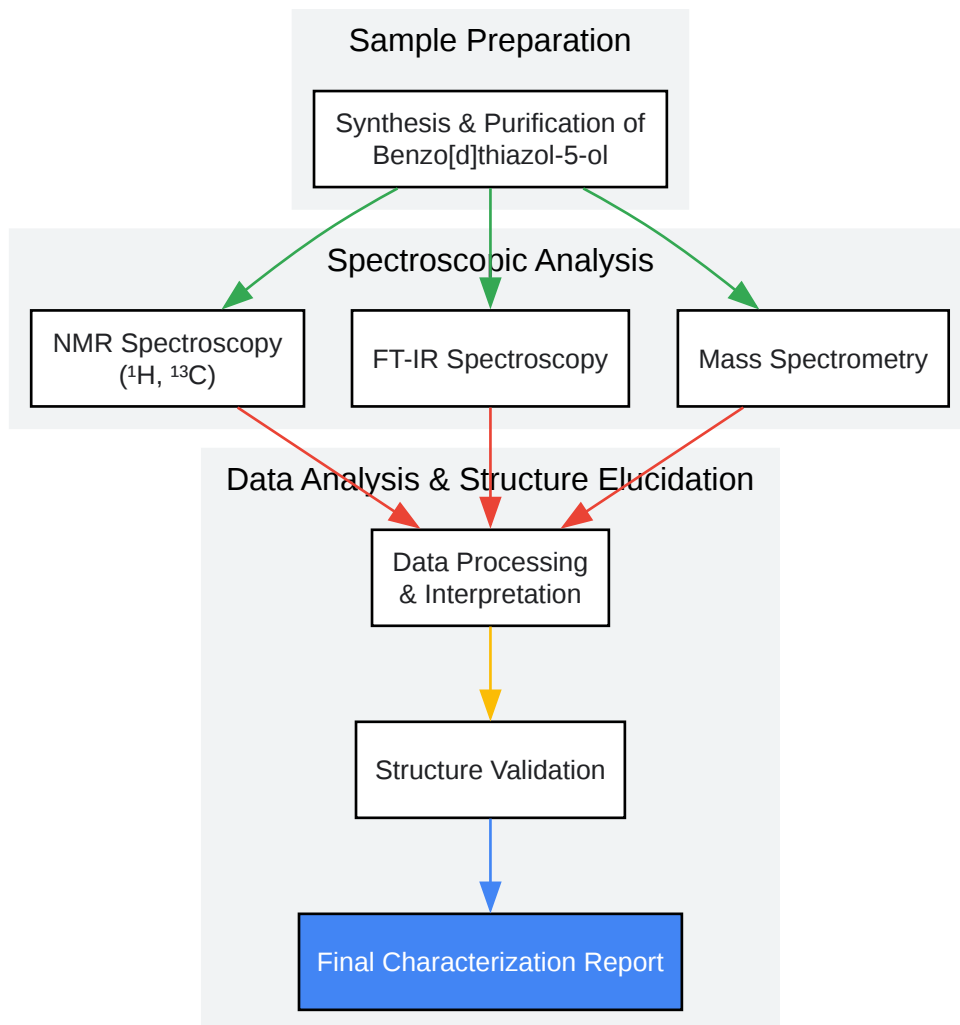 Sample Preparation
Synthesis & Purification of
Benzo[d]thiazol-5-ol
Spectroscopic Analysis
NMR Spectroscopy
(¹H, ¹³C)
FT-IR Spectroscopy
Mass Spectrometry
Data Analysis & Structure Elucidation
Data Processing
& Interpretation
Structure Validation
Final Characterization Report